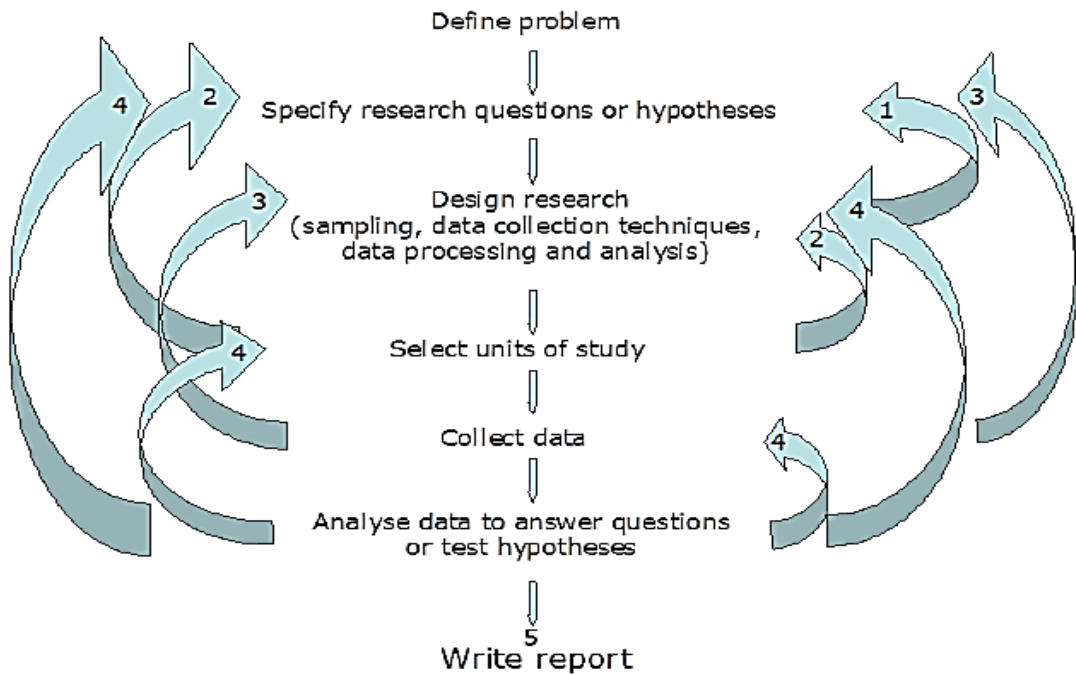 Define problem
4
2
Specify research questions or hypotheses
1
3
3
Design research
4
(sampling, data collection techniques,
2
data processing and analysis)
4
Select units of study
Collect data
4
Analyse data to answer questions
or test hypotheses
5
Write report